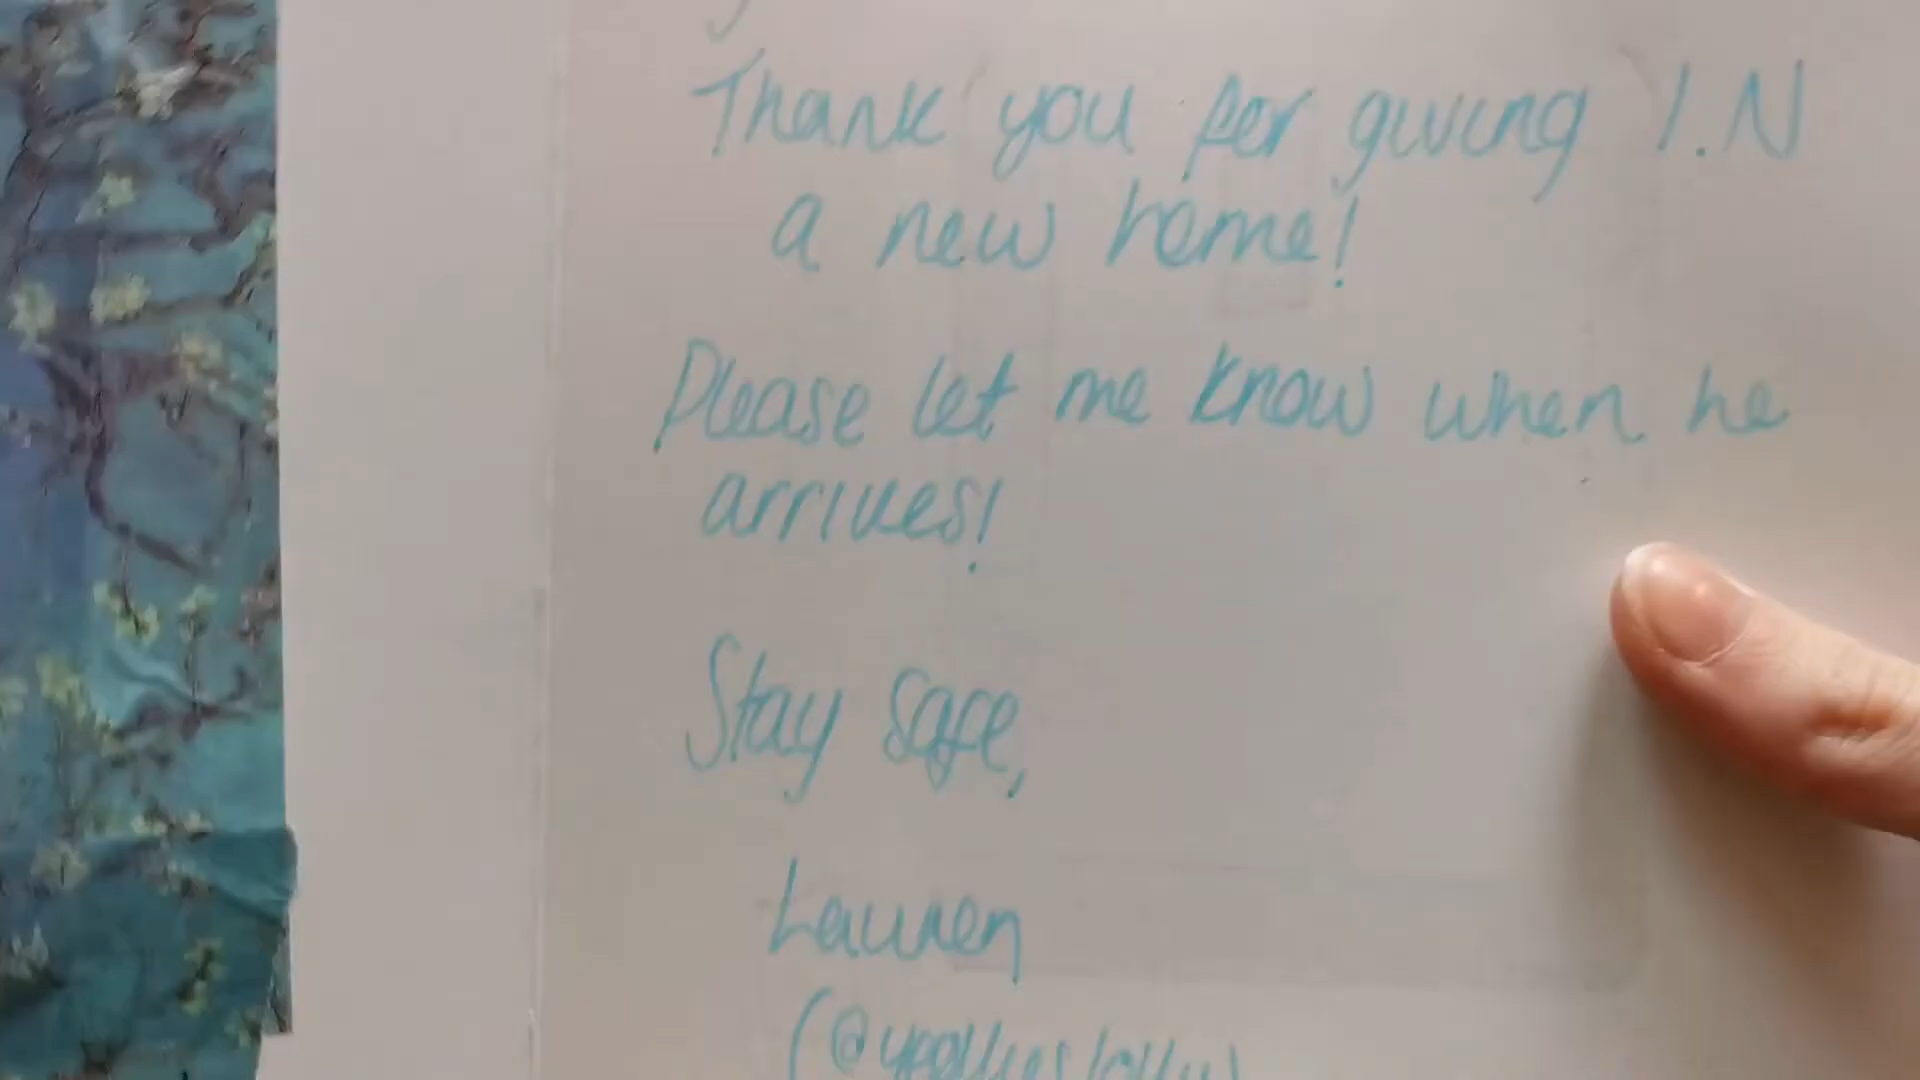 Thank you for giving I.N
a new home!
Please let me know when he
arrives!
Stay safe,
Lauren